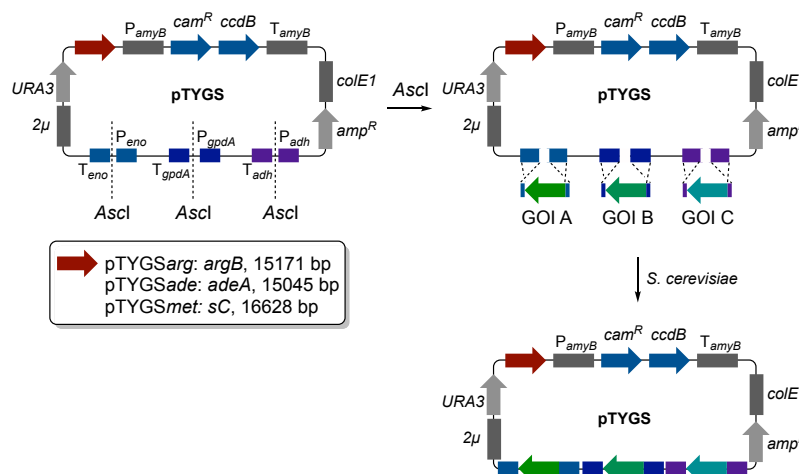 P_amyB cam^R ccdB T_amyB
URA3
pTYGS
colE1
2µ
amp^R
P_eno P_gpdA P_adh
T_eno T_gpdA T_adh
AscI AscI AscI
pTYGSarg: argB, 15171 bp
pTYGSade: adeA, 15045 bp
pTYGSmet: sC, 16628 bp
AscI
P_amyB cam^R ccdB T_amyB
URA3
pTYGS
colE
2µ
amp
GOI A GOI B GOI C
S. cerevisiae
P_amyB cam^R ccdB T_amyB
URA3
pTYGS
colE
2µ
amp